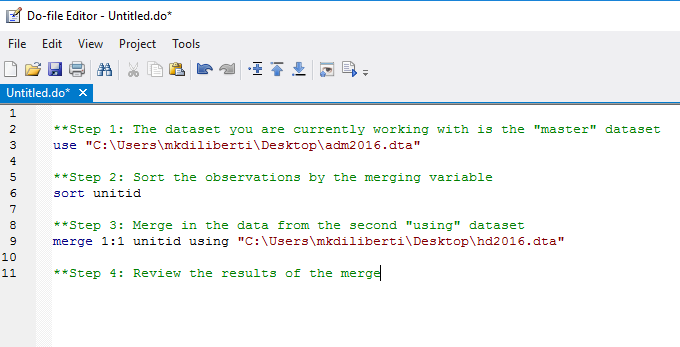 Do-file Editor - Untitled.do*
File Edit View Project Tools
Untitled.do* ×
1
2 **Step 1: The dataset you are currently working with is the "master" dataset
3 use "C:\Users\mkdiliberti\Desktop\adm2016.dta"
4
5 **Step 2: Sort the observations by the merging variable
6 sort unitid
7
8 **Step 3: Merge in the data from the second "using" dataset
9 merge 1:1 unitid using "C:\Users\mkdiliberti\Desktop\hd2016.dta"
10
11 **Step 4: Review the results of the merge